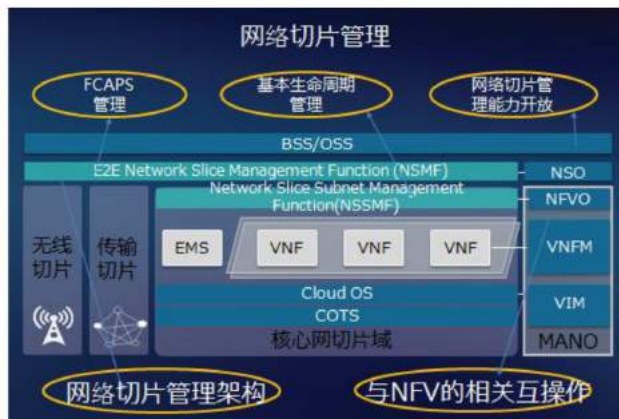 网络切片管理
FCAPS
管理
基本生命周期
管理
网络切片管
理能力开放
BSS/OSS
E2E Network Slice Management Function (NSMF)
NSO
Network Slice Subnet Management
Function(NSSMF)
NFVO
无线
切片
传输
切片
EMS
VNF
VNF
VNF
VNFM
Cloud OS
COTS
VIM
核心网切片域
MANO
网络切片管理架构
与NFV的相关互操作